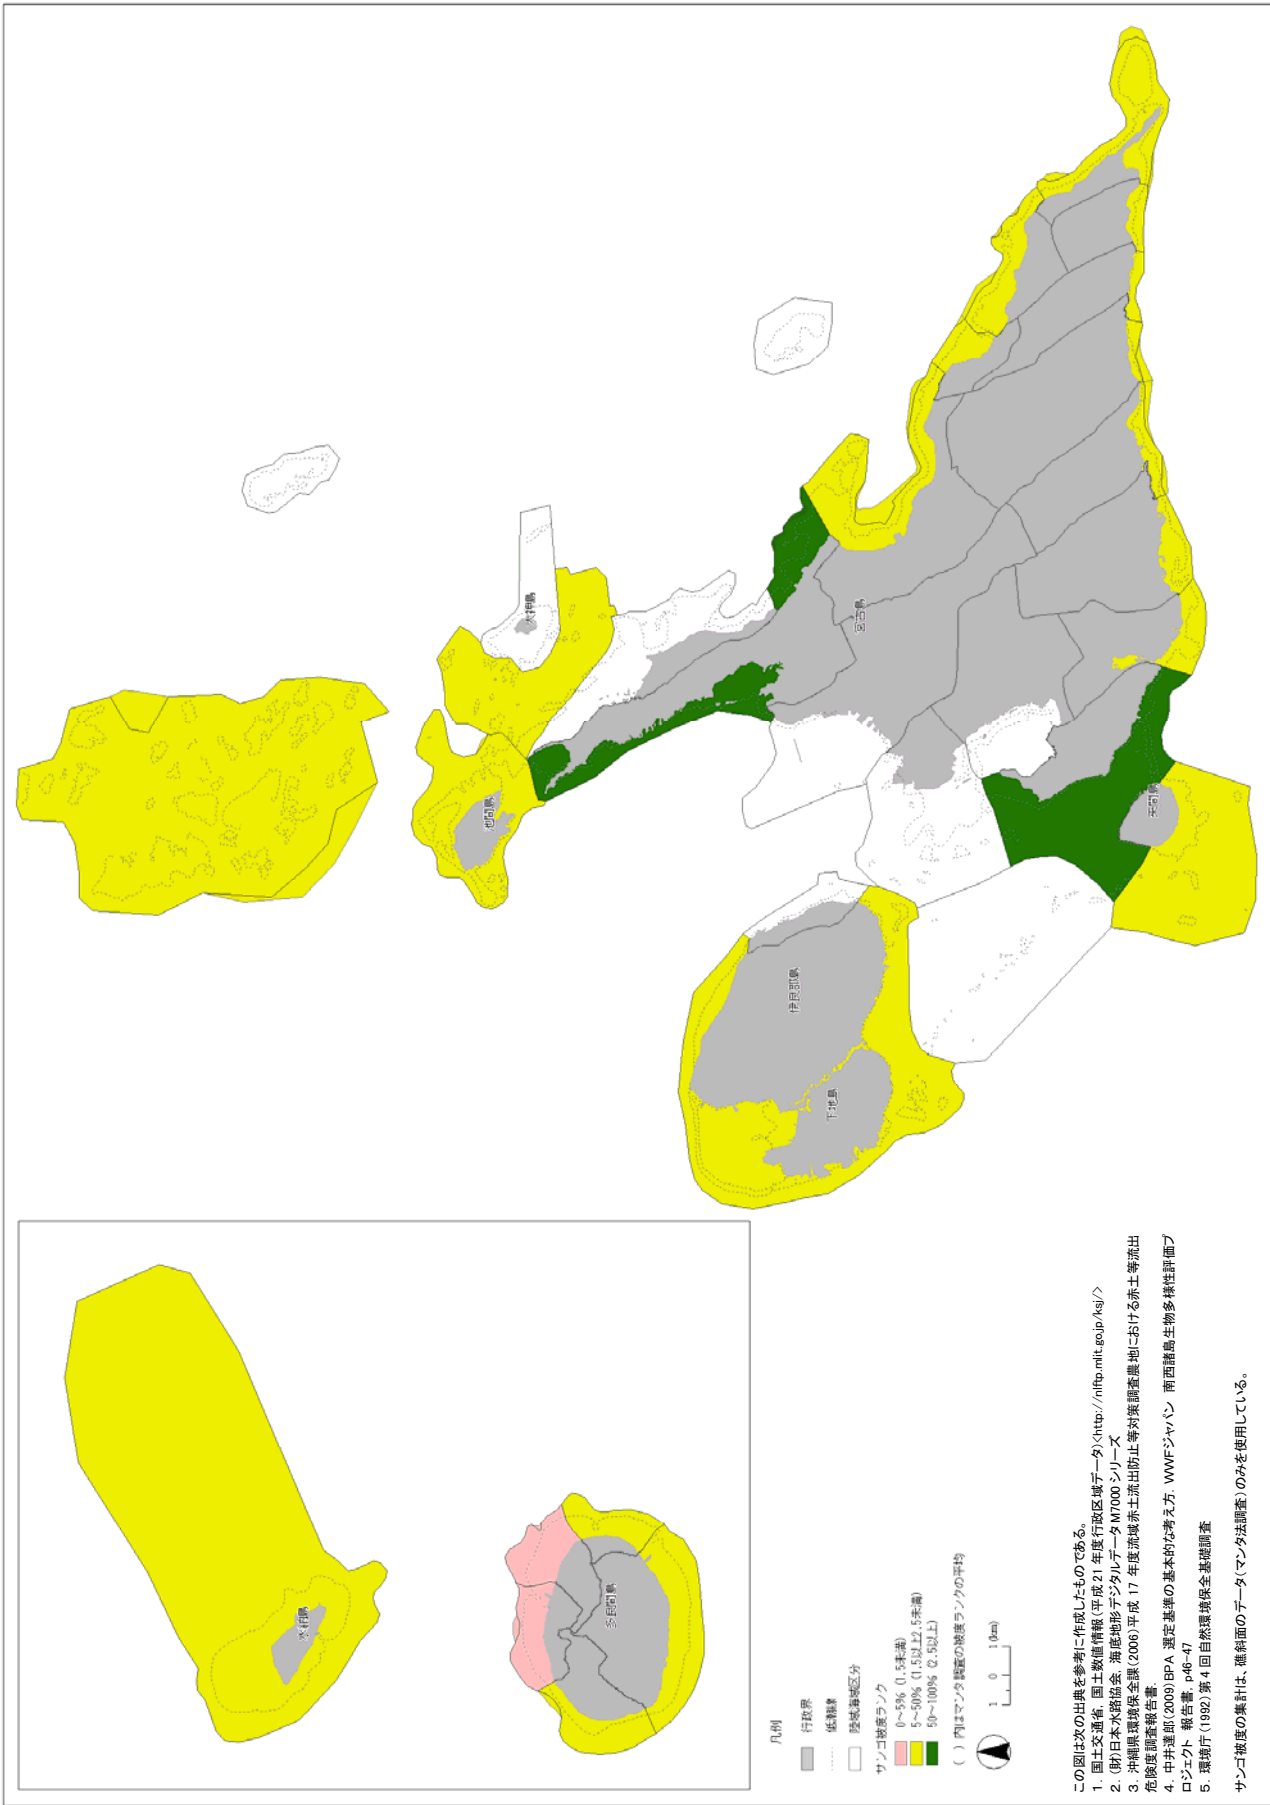 大神島
池間島
宮古島
来間島
伊良部島
下地島
水納島
多良間島
凡例
行政界
低潮線
陸域海域区分
サンゴ被度ランク
0~5% (1.5未満)
5~50% (1.5以上2.5未満)
50~100% (2.5以上)
( ) 内はマンタ調査の被度ランクの平均
1 0 1 (km)
この図は次の出典を参考に作成したものである。
1. 国土交通省. 国土数値情報(平成 21 年度行政区域データ)<http://nlftp.mlit.go.jp/ksj/>
2. (財)日本水路協会. 海底地形デジタルデータ M7000 シリーズ
3. 沖縄県環境保全課(2006)平成 17 年度流域赤土流出防止等対策調査農地における赤土等流出
危険度調査報告書.
4. 中井達郎(2009) BPA 選定基準の基本的な考え方. WWFジャパン 南西諸島生物多様性評価プ
ロジェクト 報告書, p46-47
5. 環境庁 (1992) 第 4 回自然環境保全基礎調査
サンゴ被度の集計は、礁斜面のデータ(マンタ法調査)のみを使用している。